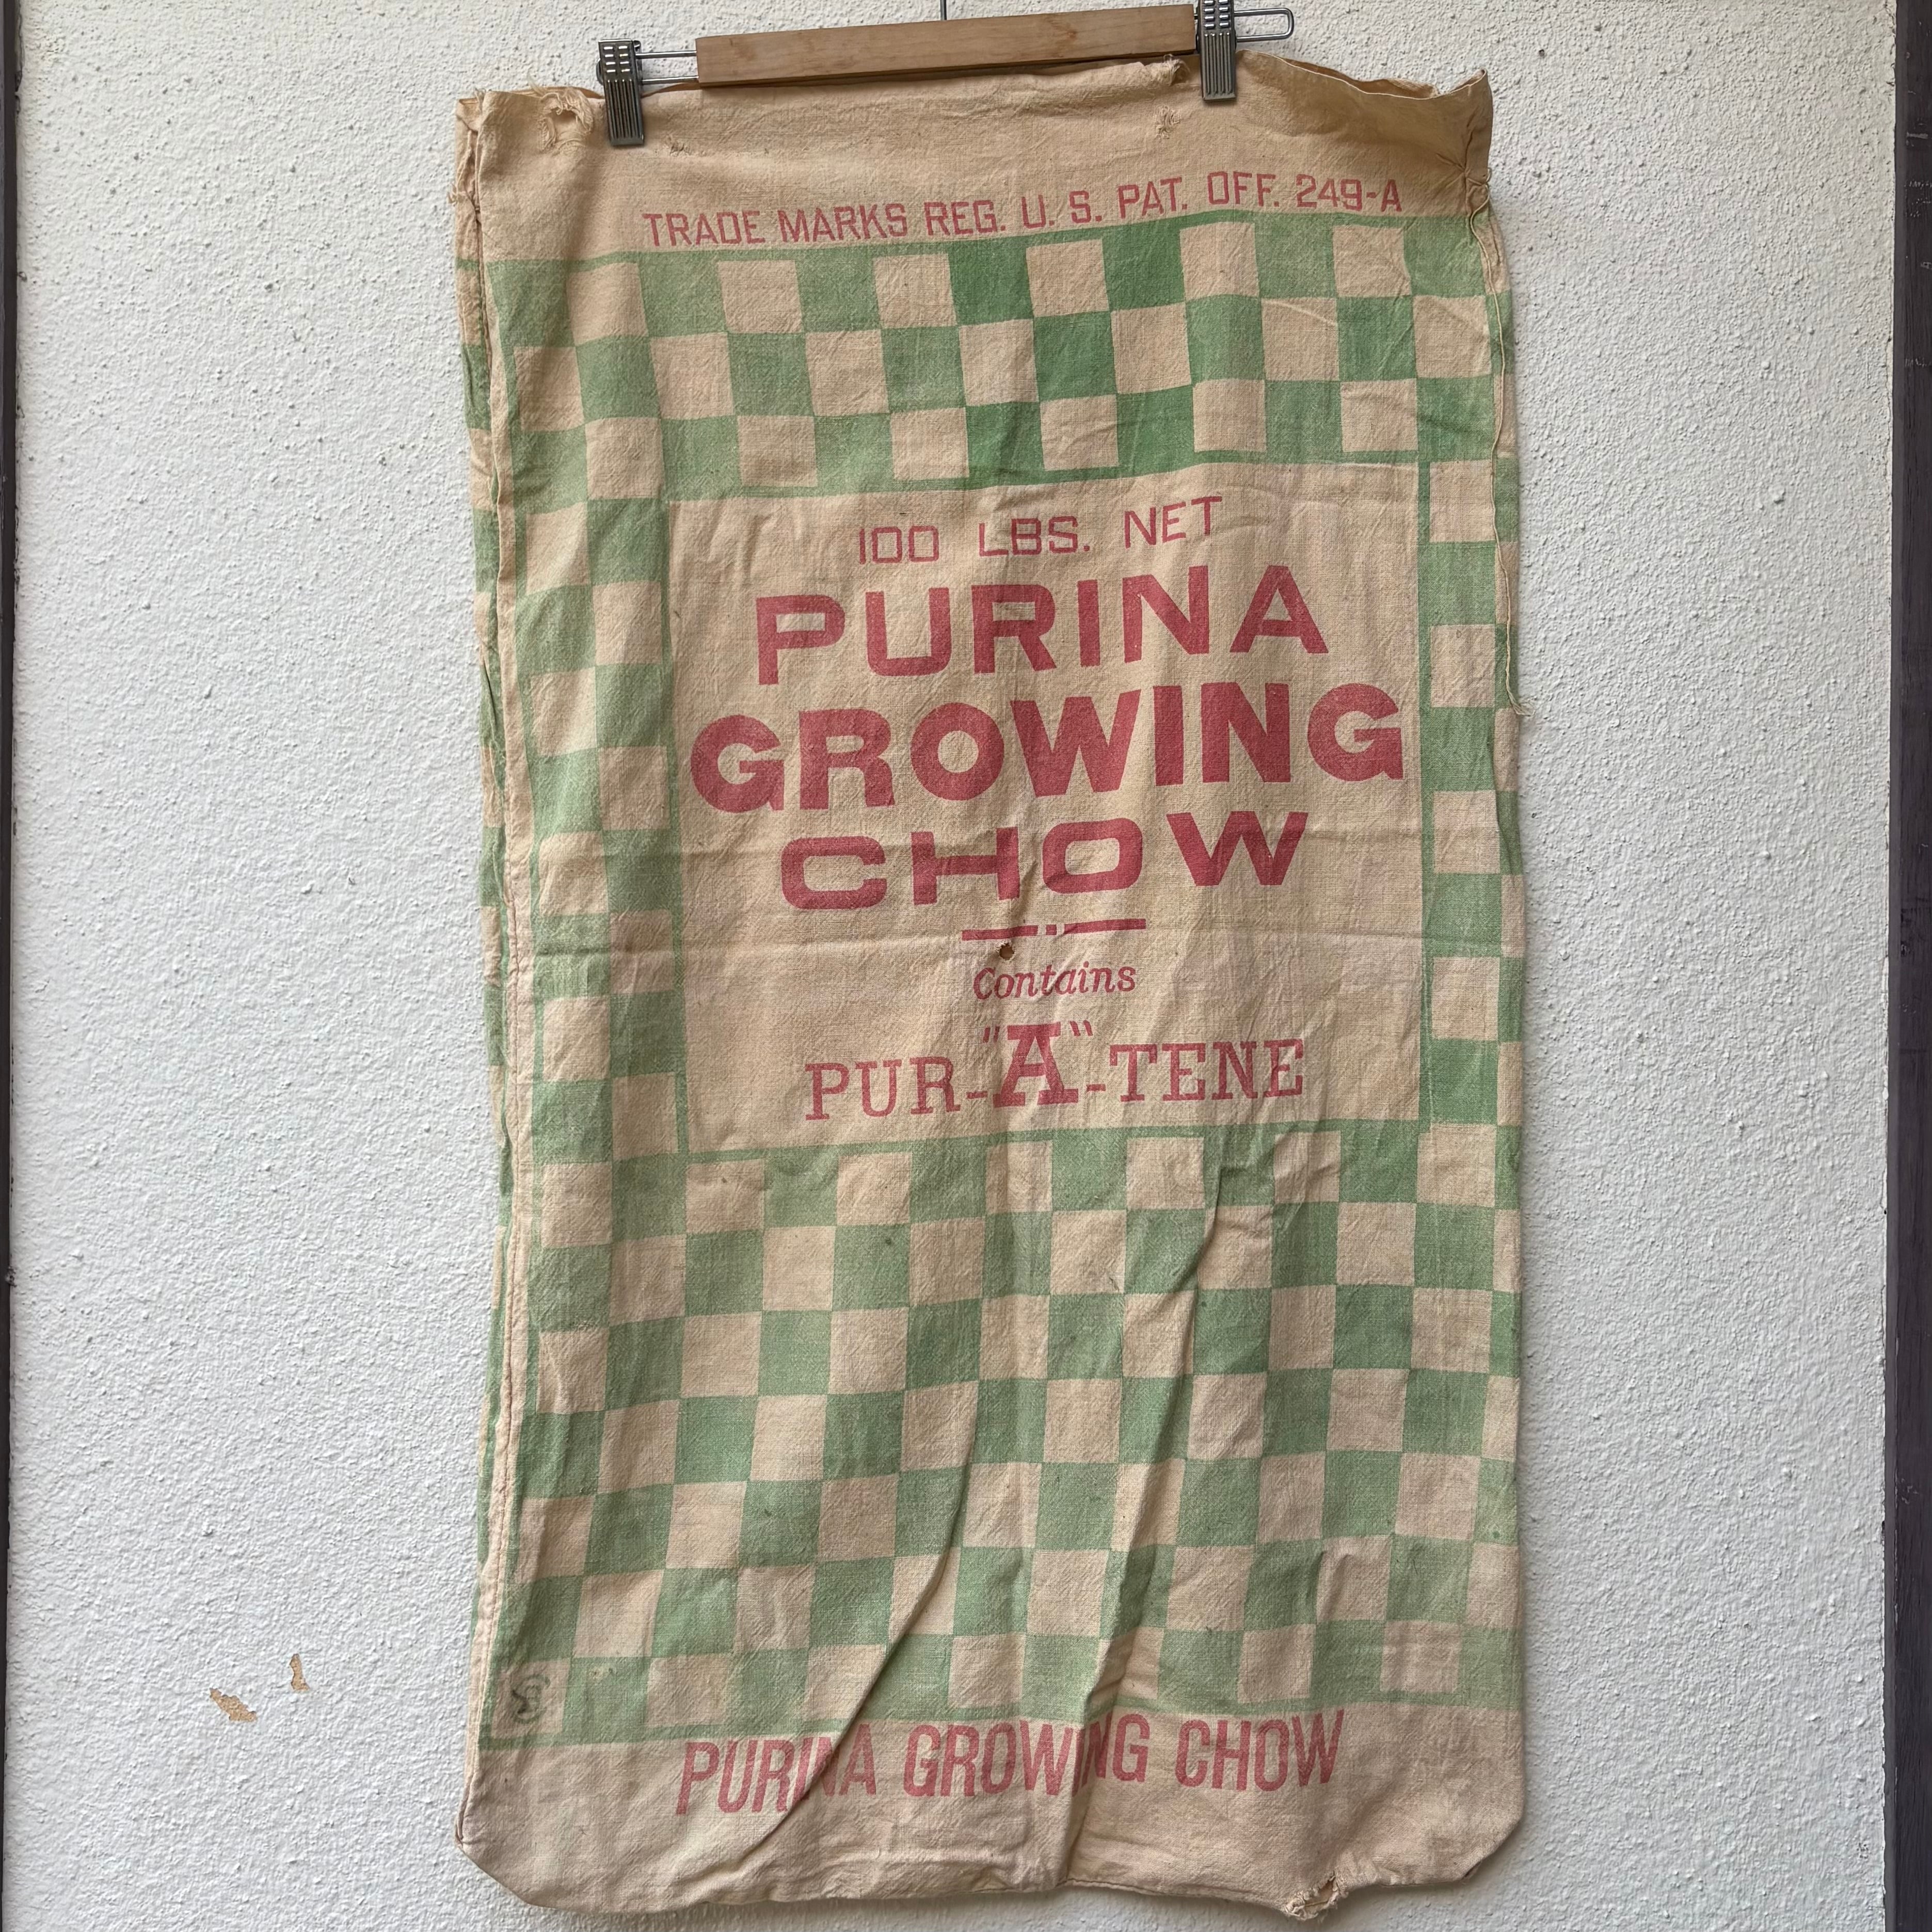 TRADE MARKS REG. U. S. PAT. OFF. 249-A
100 LBS. NET
PURINA
GROWING
CHOW
Contains
PUR-"A"-TENE
PURINA GROWING CHOW